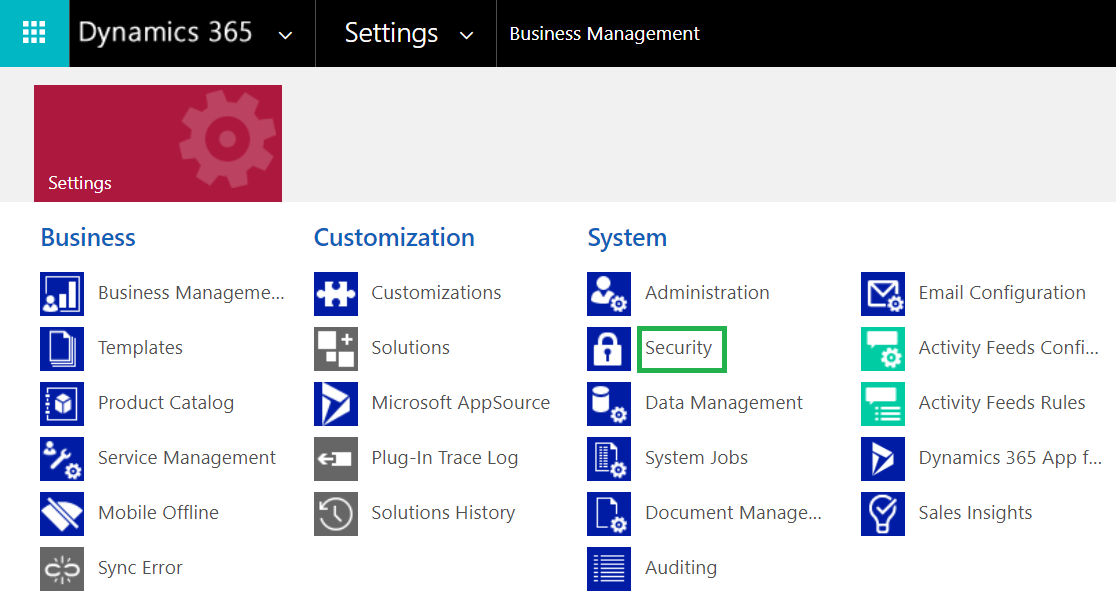 Dynamics 365
Settings
Business Management
Settings
Business
Business Manageme...
Templates
Product Catalog
Service Management
Mobile Offline
Sync Error
Customization
Customizations
Solutions
Microsoft AppSource
Plug-In Trace Log
Solutions History
System
Administration
Security
Data Management
System Jobs
Document Manage...
Auditing
Email Configuration
Activity Feeds Confi...
Activity Feeds Rules
Dynamics 365 App f...
Sales Insights